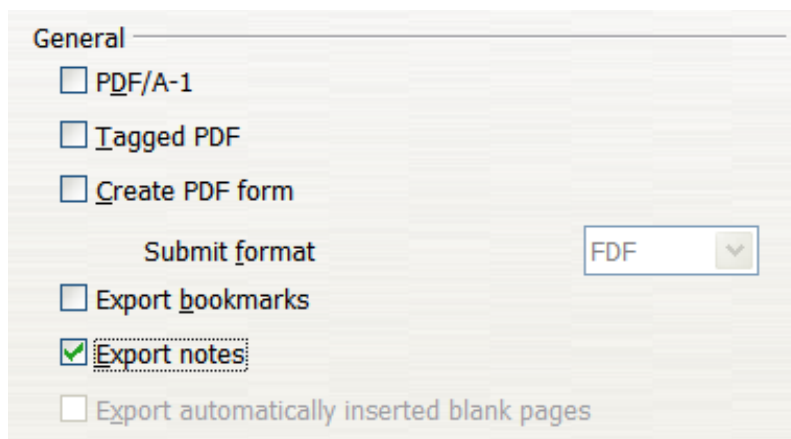 General
PDF/A-1
Tagged PDF
Create PDF form
Submit format FDF
Export bookmarks
Export notes
Export automatically inserted blank pages